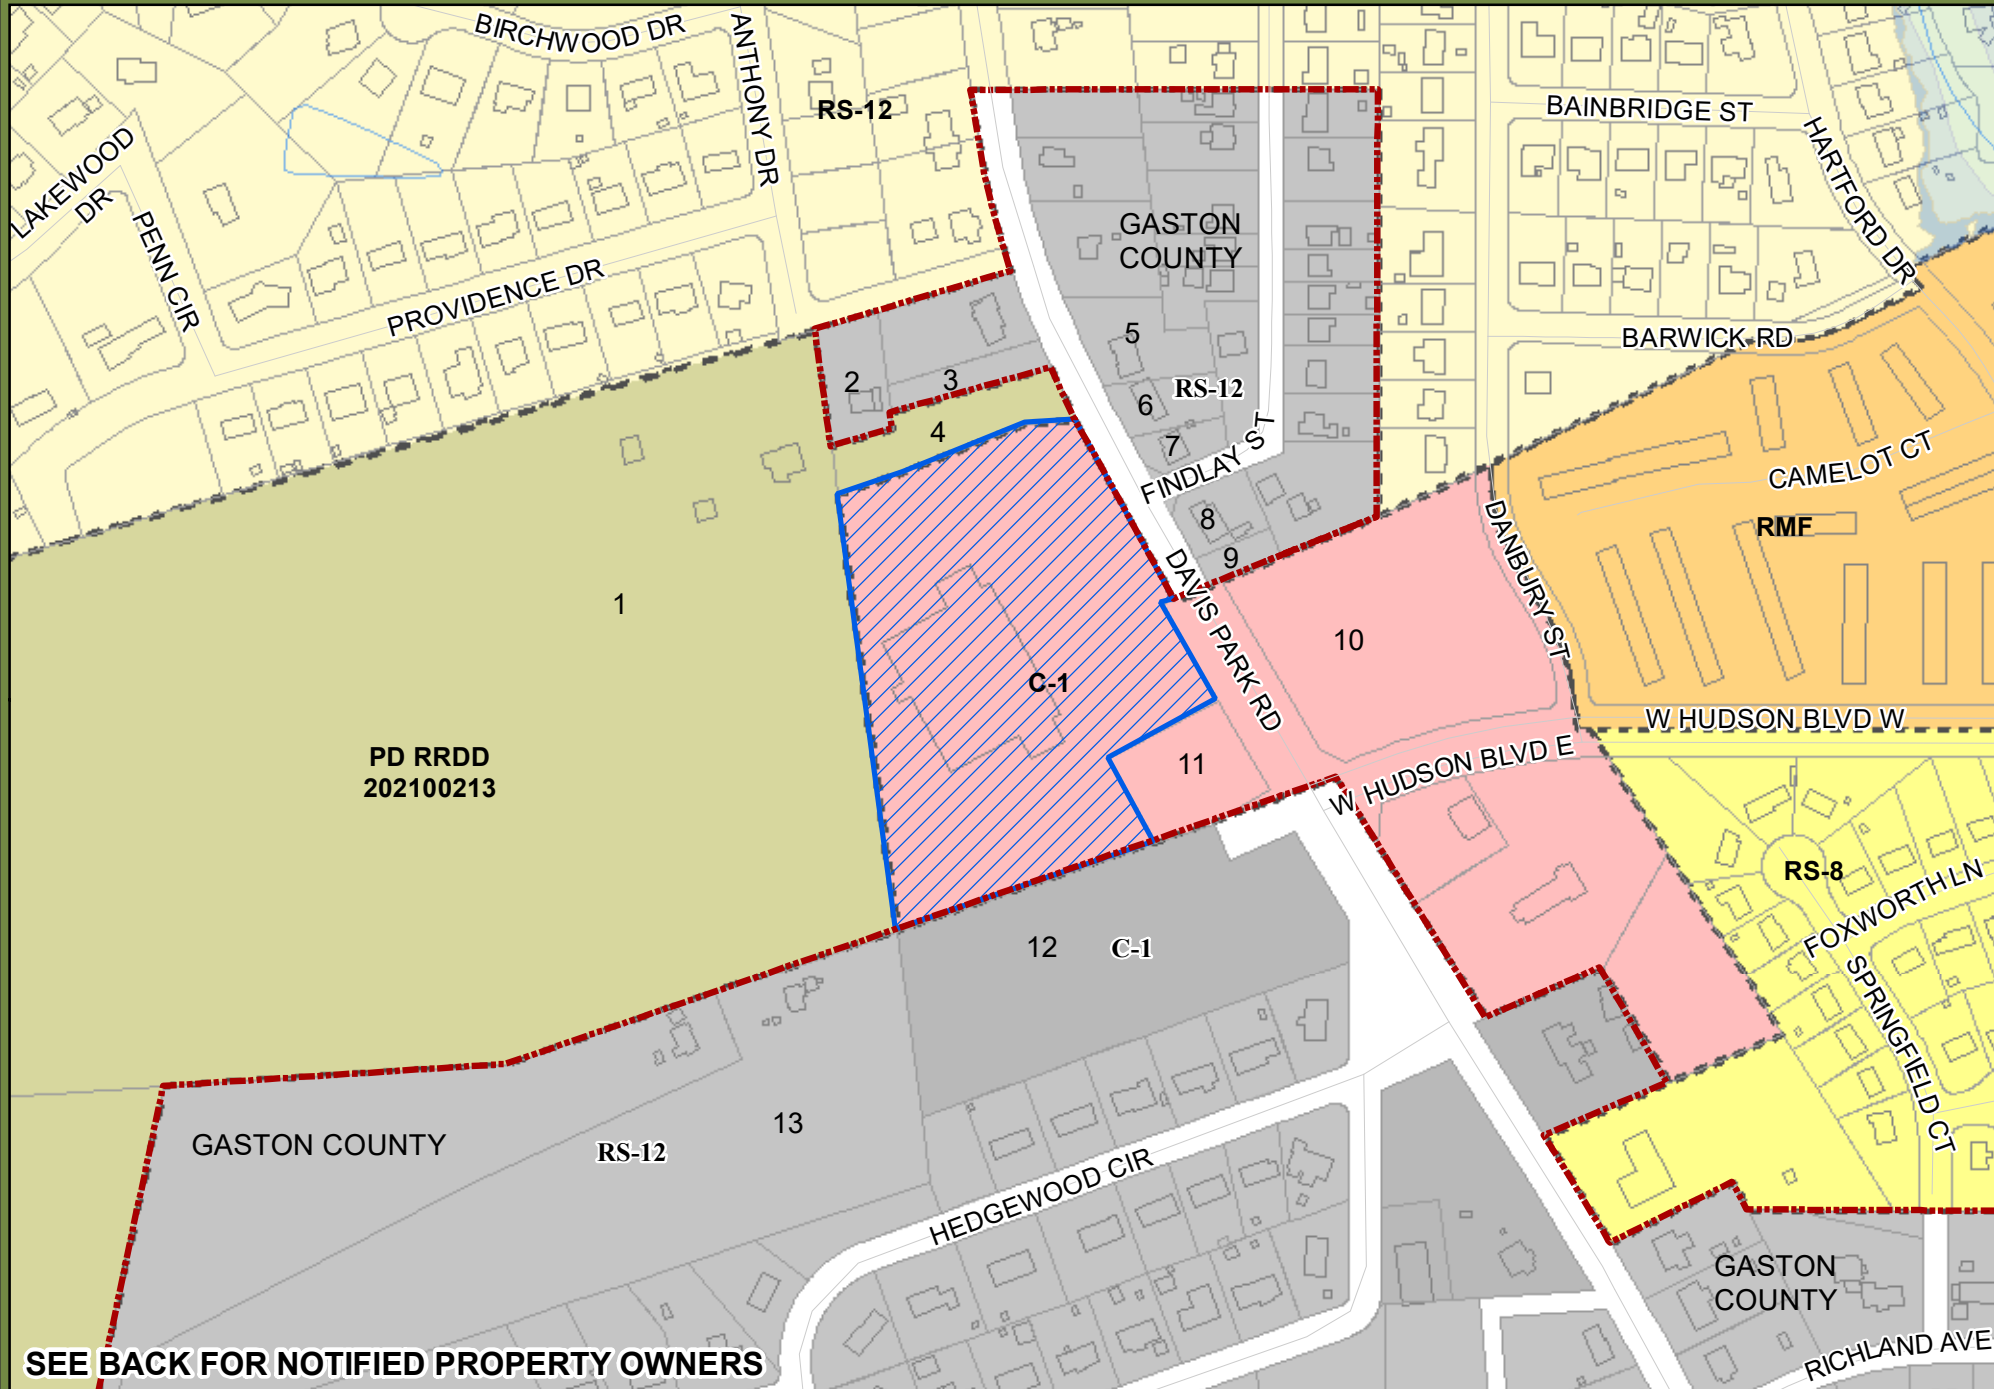 BIRCHWOOD DR
ANTHONY DR
RS-12
BAINBRIDGE ST
HARTFORD DR
LAKEWOOD
DR
PENN CIR
PROVIDENCE DR
GASTON
COUNTY
BARWICK RD
5
2
3
6
RS-12
4
7
FINDLAY ST
CAMELOT CT
8
RMF
DANBURY ST
9
DAVIS PARK RD
1
10
C-1
W HUDSON BLVD W
PD RRDD
202100213
11
W HUDSON BLVD E
RS-8
FOXWORTH LN
12
C-1
SPRINGFIELD CT
13
GASTON COUNTY
RS-12
HEDGEWOOD CIR
GASTON
COUNTY
RICHLAND AVE
SEE BACK FOR NOTIFIED PROPERTY OWNERS